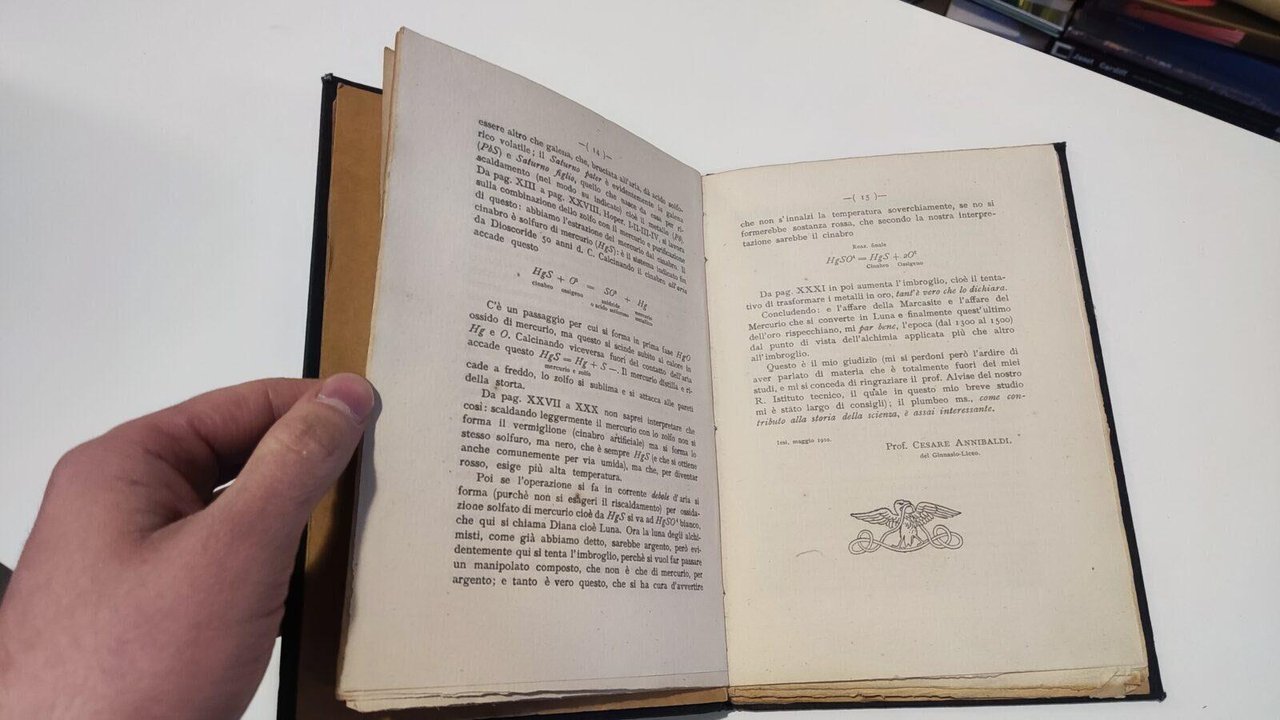 —( 14 )—
essere altro che galena, che, bruciata all'aria, dà acido solfo-
rico volatile; il Saturno pater è evidentemente in galena
(PbS) e Saturno figlio, quello che nasce da essa per ri-
scaldamento (nel modo su indicato) cioè il metallo (Pb).
Da pag. XIII a pag. XXVIII. Hoper. I-II-III-IV, si lavora
sulla combinazione dello zolfo con il mercurio e purificazione
di questo: abbiamo l'estrazione del mercurio dal cinabro. Il
cinabro è solfuro di mercurio (HgS): è il sistema indicato fra
da Dioscoride 50 anni d. C. Calcinando il cinabro all'aria
accade questo
HgS + O² = SO² + Hg
cinabro ossigeno anidride mercurio
o acido solforoso metallico
C'è un passaggio per cui si forma in prima fase HgO
ossido di mercurio, ma questo si scinde subito al calore in
Hg e O. Calcinando viceversa fuori del contatto dell'aria
accade questo HgS = Hg + S —. Il mercurio distilla e ri-
mercurio e zolfo
cade a freddo, lo zolfo si sublima e si attacca alle pareti
della storta.
Da pag. XXVII a XXX non saprei interpretare che
così: scaldando leggermente il mercurio con lo zolfo non si
forma il vermiglione (cinabro artificiale) ma si forma lo
stesso solfuro, ma nero, che è sempre HgS (e che si ottiene
anche comunemente per via umida), ma che, per diventar
rosso, esige più alta temperatura.
Poi se l'operazione si fa in corrente debole d'aria si
forma (purchè non si esageri il riscaldamento) per ossida-
zione solfato di mercurio cioè da HgS si va ad HgSO⁴ bianco,
che qui si chiama Diana cioè Luna. Ora la luna degli alchi-
misti, come già abbiamo detto, sarebbe argento, però evi-
dentemente qui si tenta l'imbroglio, perchè si vuol far passare
un manipolato composto, che non è che di mercurio, per
argento; e tanto è vero questo, che si ha cura d'avvertire
—( 15 )—
che non s'innalzi la temperatura soverchiamente, se no si
formerebbe sostanza rossa, che secondo la nostra interpre-
tazione sarebbe il cinabro
Reaz. finale
HgSO⁴ = HgS + 2O²
Cinabro Ossigeno
Da pag. XXXI in poi aumenta l'imbroglio, cioè il tenta-
tivo di trasformare i metalli in oro, tant'è vero che lo dichiara.
Concludendo: e l'affare della Marcasite e l'affare del
Mercurio che si converte in Luna e finalmente quest'ultimo
dell'oro rispecchiano, mi par bene, l'epoca (dal 1300 al 1500)
dal punto di vista dell'alchimia applicata più che altro
all'imbroglio.
Questo è il mio giudizio (mi si perdoni però l'ardire di
aver parlato di materia che è totalmente fuori dei miei
studi, e mi si conceda di ringraziare il prof. Alvise del nostro
R. Istituto tecnico, il quale in questo mio breve studio
mi è stato largo di consigli); il plumbeo ms., come con-
tributo alla storia della scienza, è assai interessante.
Iesi, maggio 1910.
Prof. CESARE ANNIBALDI.
del Ginnasio-Liceo.
Janet Cardiff